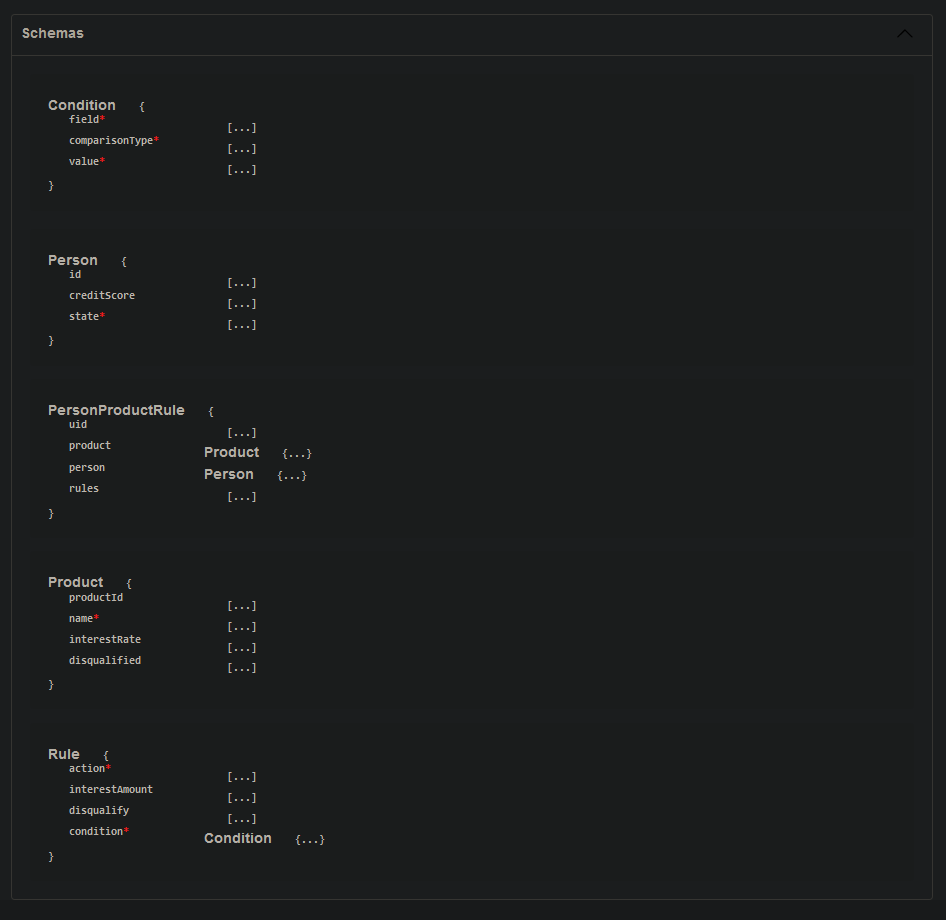 Schemas
Condition {
field* [...]
comparisonType* [...]
value* [...]
}
Person {
id [...]
creditScore [...]
state* [...]
}
PersonProductRule {
uid [...]
product Product {...}
person Person {...}
rules [...]
}
Product {
productId [...]
name* [...]
interestRate [...]
disqualified [...]
}
Rule {
action* [...]
interestAmount [...]
disqualify [...]
condition* Condition {...}
}